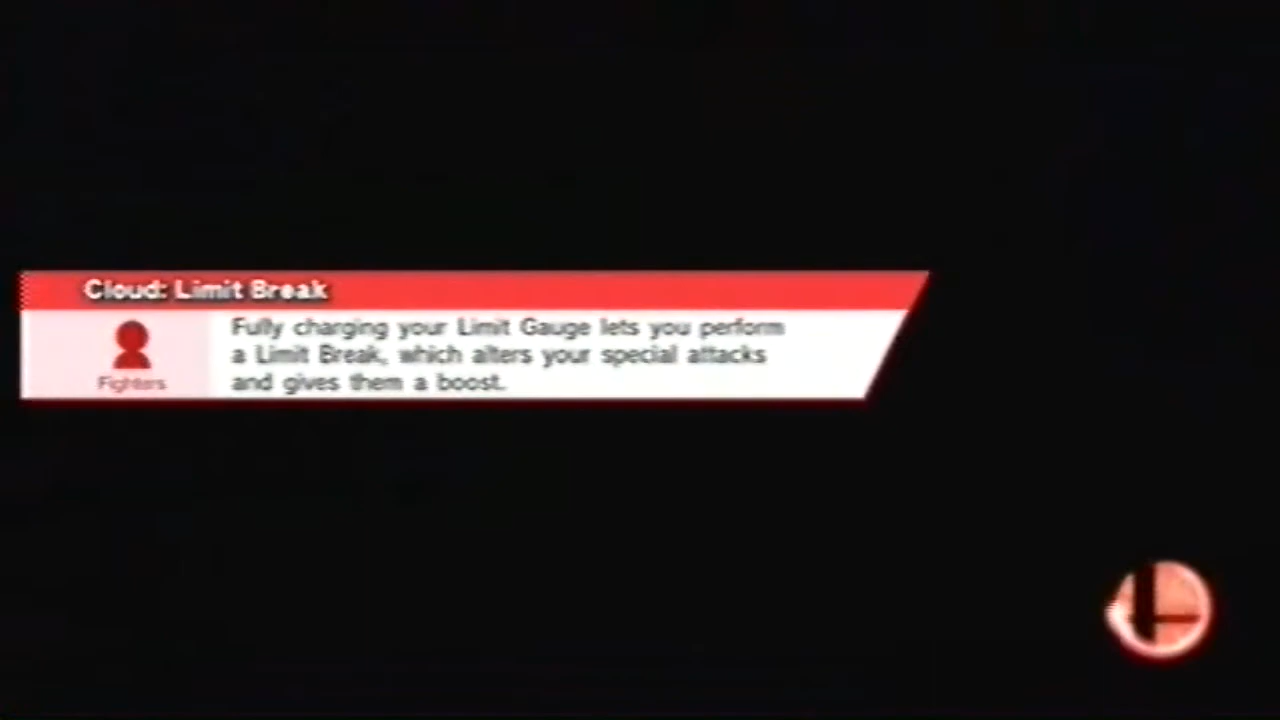 Cloud: Limit Break
Fully charging your Limit Gauge lets you perform
a Limit Break, which alters your special attacks
and gives them a boost.
Fighters